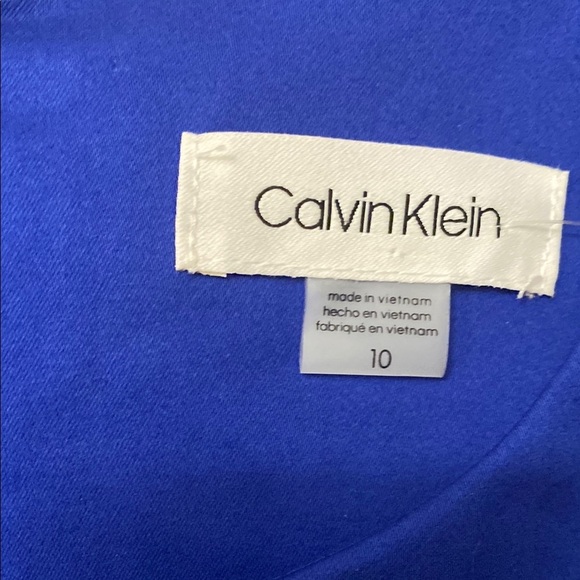 Calvin Klein
made in vietnam
hecho en vietnam
fabriqué en vietnam
10